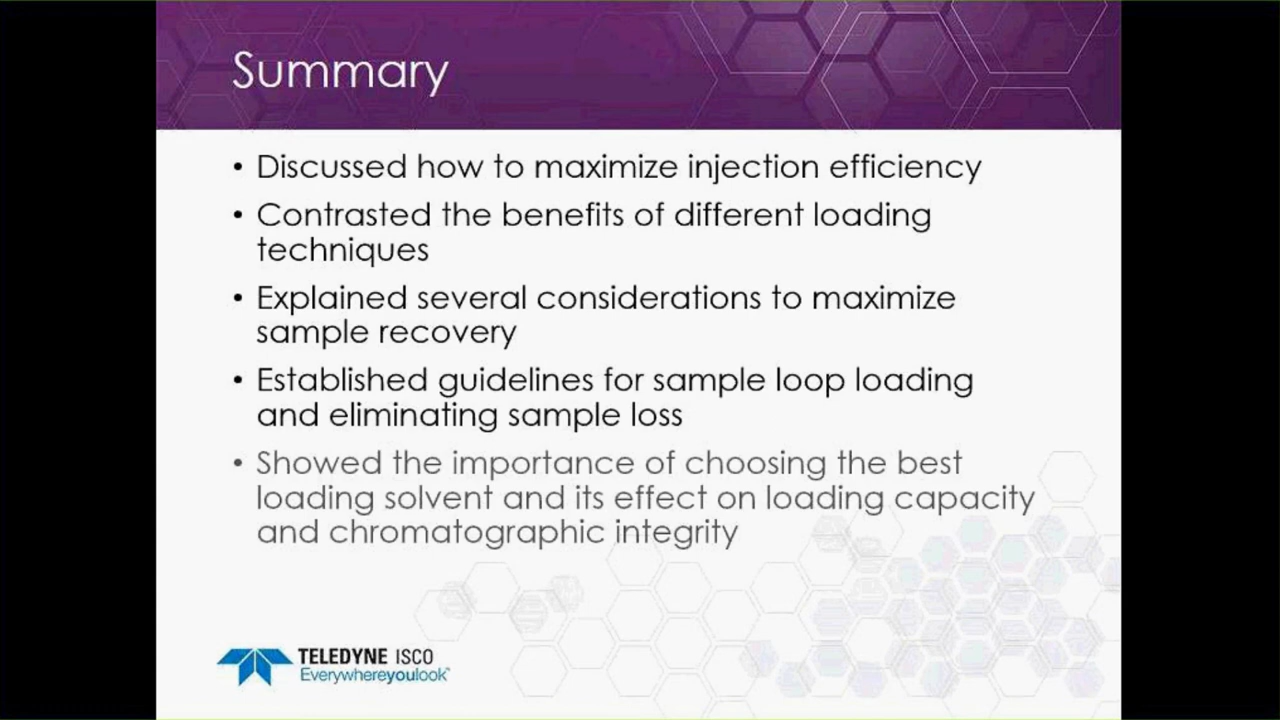 Summary
• Discussed how to maximize injection efficiency
• Contrasted the benefits of different loading
techniques
• Explained several considerations to maximize
sample recovery
• Established guidelines for sample loop loading
and eliminating sample loss
• Showed the importance of choosing the best
loading solvent and its effect on loading capacity
and chromatographic integrity
TELEDYNE ISCO
Everywhereyoulook™